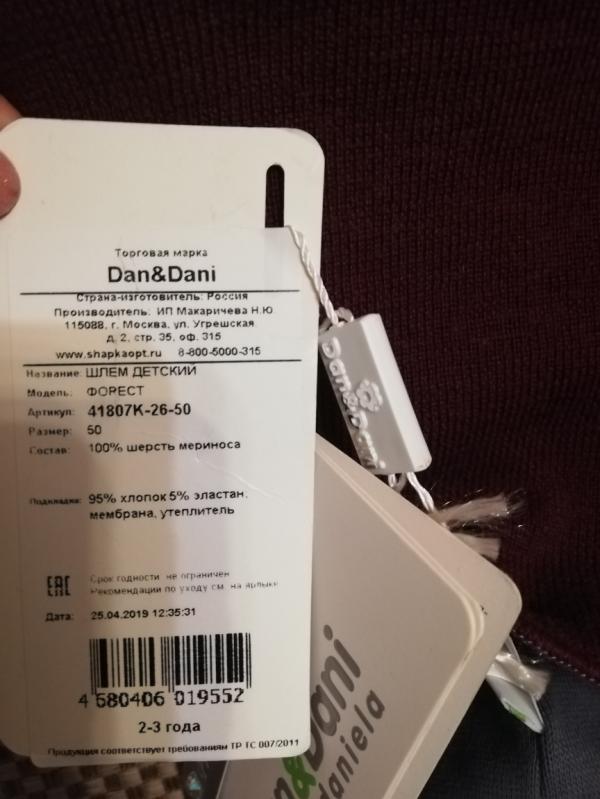 Торговая марка
Dan&Dani
Страна-изготовитель: Россия
Производитель: ИП Макаричева Н.Ю
115088, г. Москва, ул. Угрешская
д. 2, стр. 35, оф. 315
www.shapkaopt.ru 8-800-5000-315
Название: ШЛЕМ ДЕТСКИЙ
Модель: ФОРЕСТ
Артикул: 41807К-26-50
Размер: 50
Состав: 100% шерсть мериноса
Подкладка: 95% хлопок 5% эластан,
мембрана, утеплитель
EAC
Срок годности не ограничен
Рекомендации по уходу см. на ярлыке
Дата: 25.04.2019 12:35:31
4 680406 019552
2-3 года
Продукция соответствует требованиям ТР ТС 007/2011
Dan&Dani
n&Dani
daniela